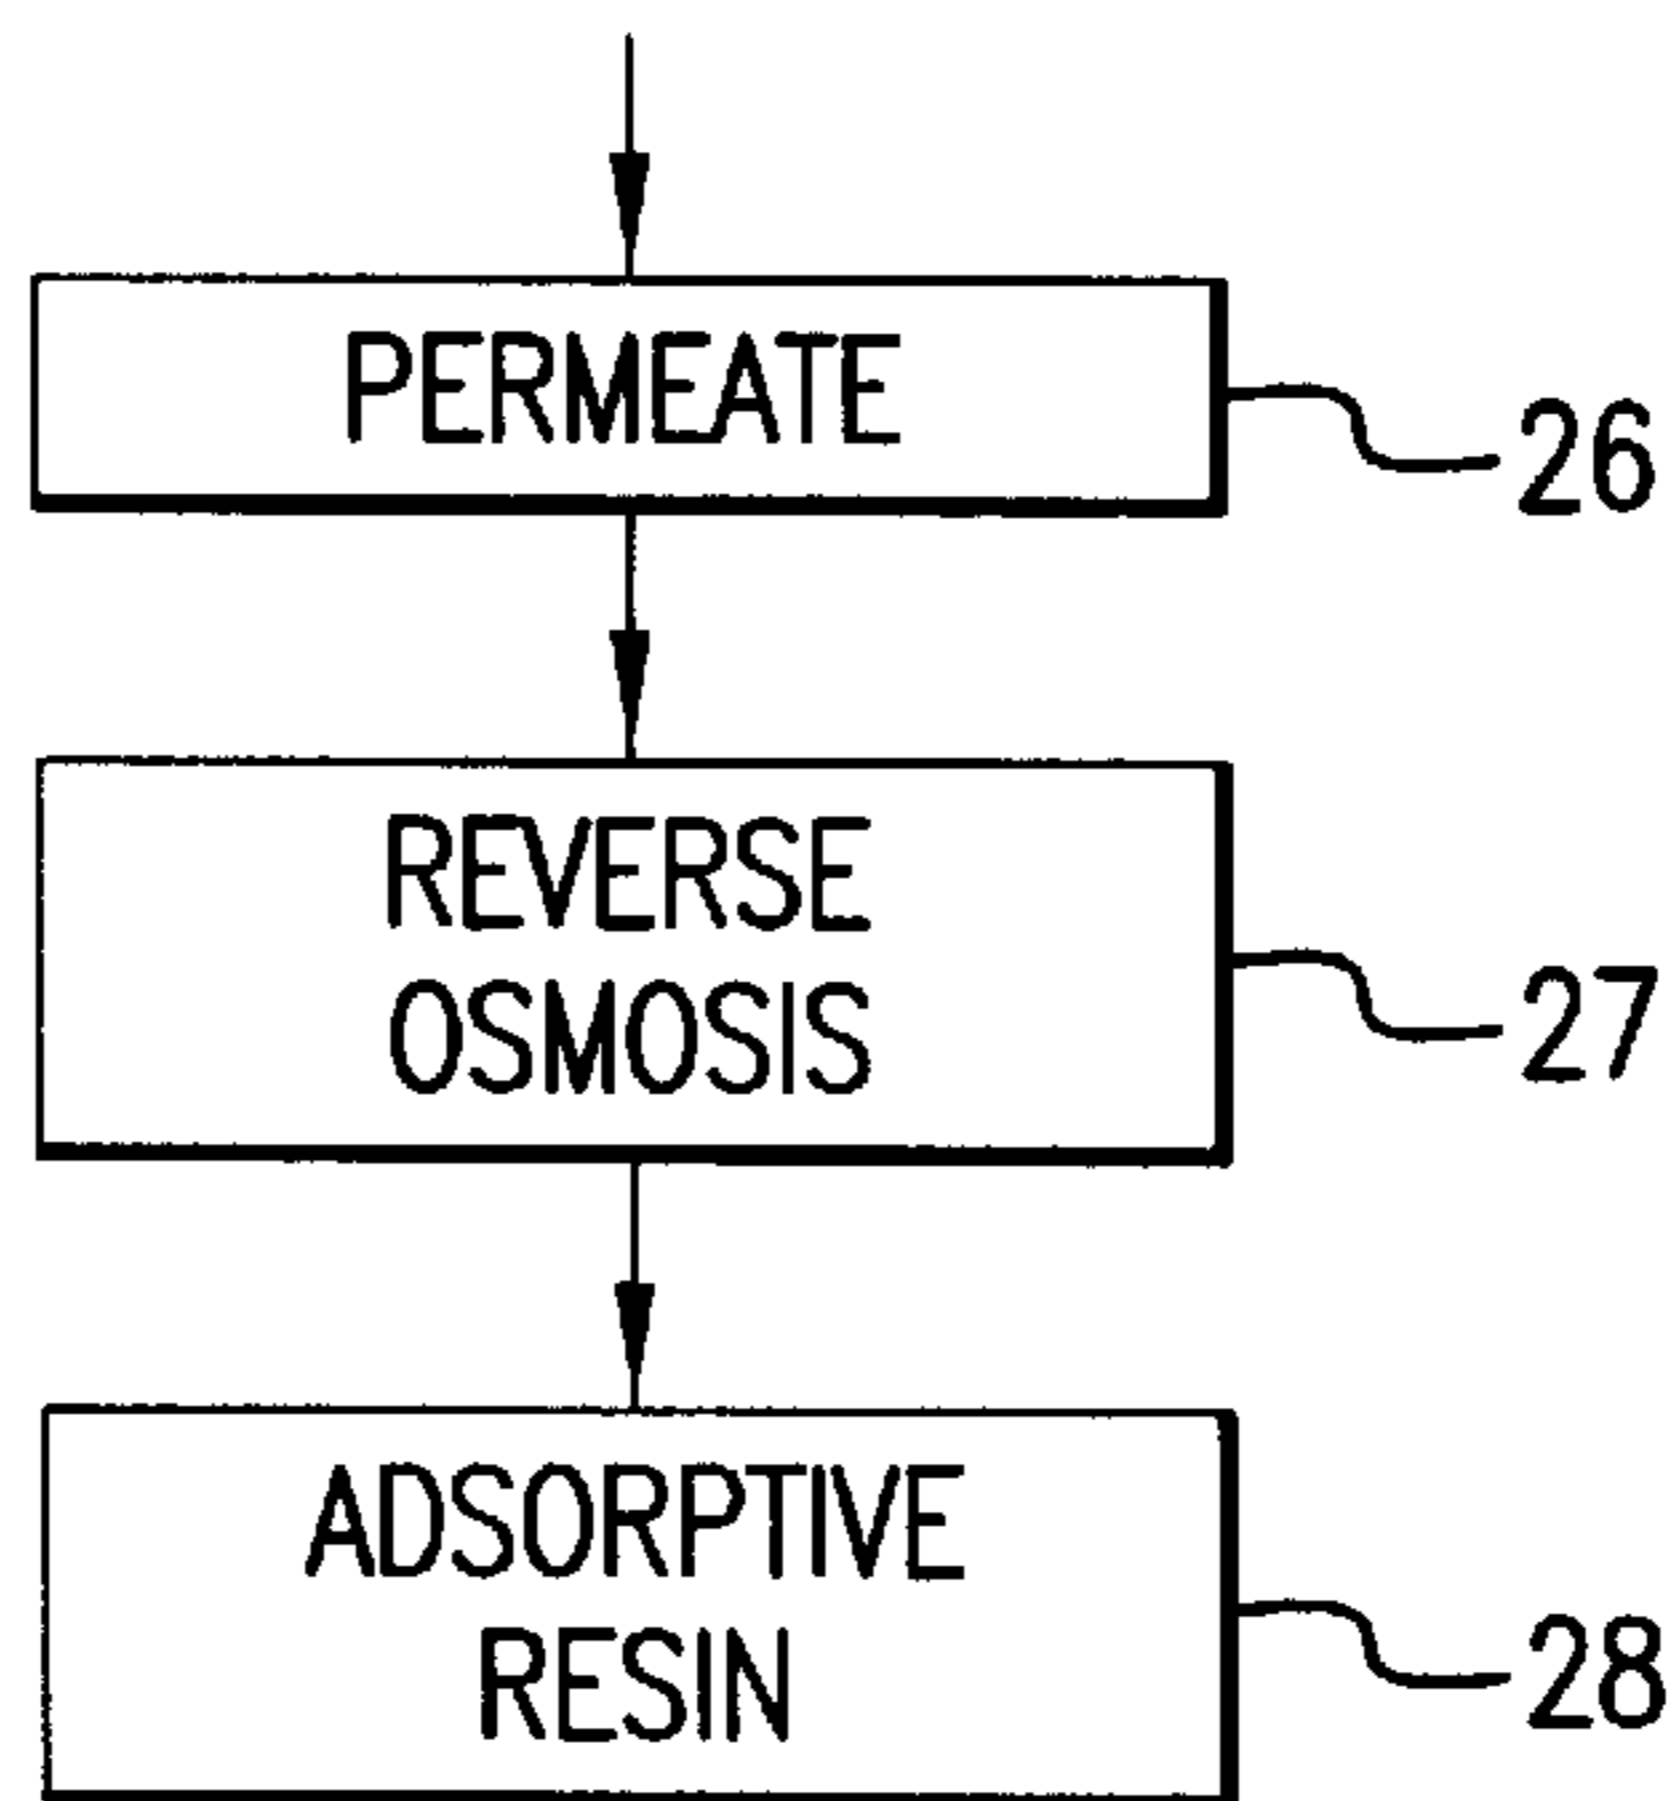 PERMEATE
26
REVERSE
OSMOSIS
27
ADSORPTIVE
RESIN
28